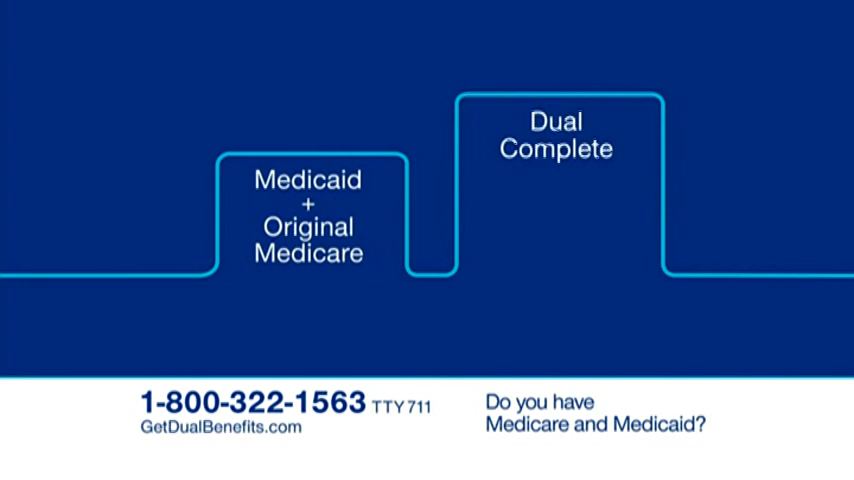 Dual
Complete
Medicaid
+
Original
Medicare
1-800-322-1563 TTY 711
GetDualBenefits.com
Do you have
Medicare and Medicaid?